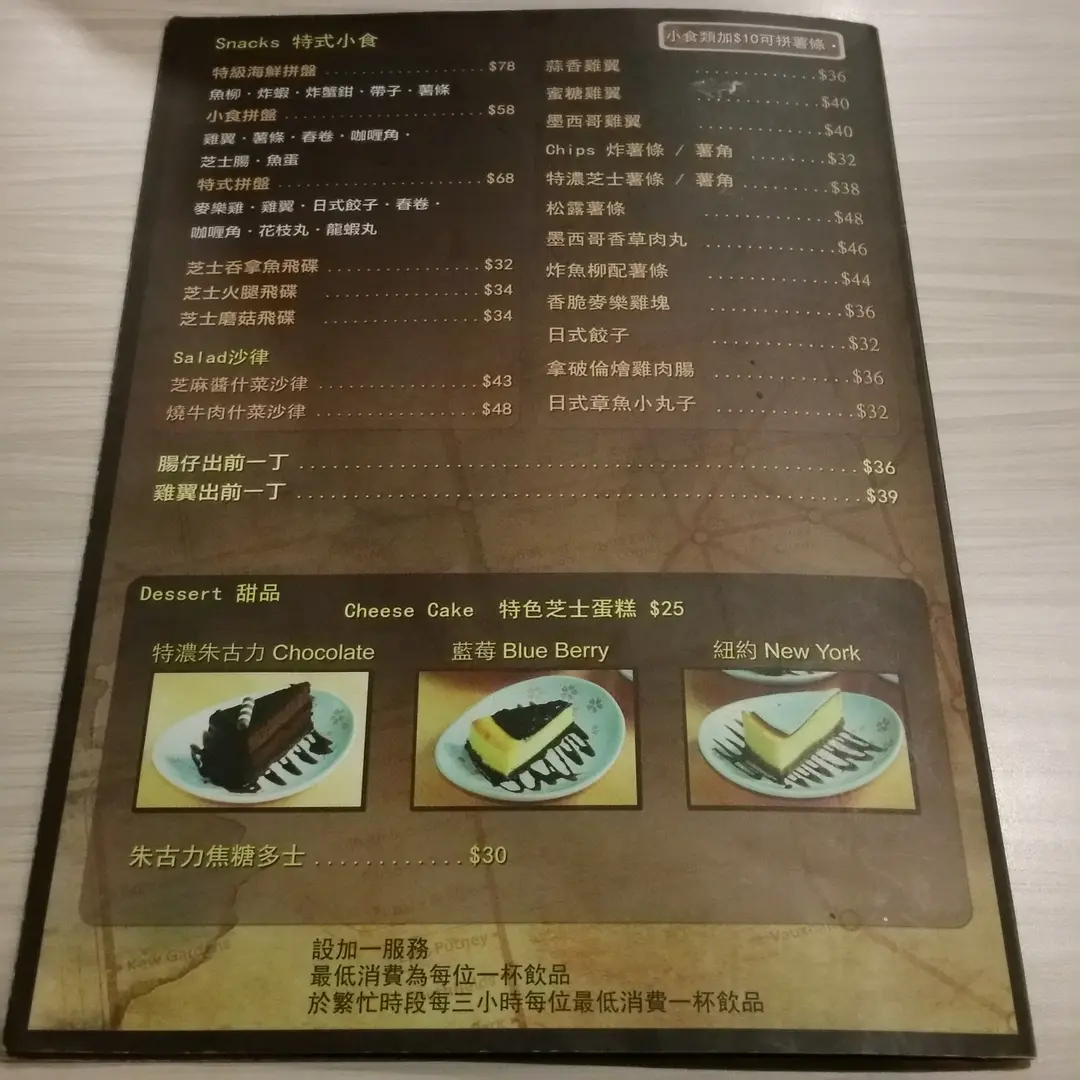 Snacks 特式小食
特級海鮮拼盤 .................. $78
魚柳．炸蝦．炸蟹鉗．帶子．薯條
小食拼盤 ...................... $58
雞翼．薯條．春卷．咖喱角．
芝士腸．魚蛋
特式拼盤 ....................... $68
麥樂雞．雞翼．日式餃子．春卷．
咖喱角．花枝丸．龍蝦丸
芝士吞拿魚飛碟 ................. $32
芝士火腿飛碟 ................. $34
芝士磨菇飛碟 ................. $34
Salad沙律
芝麻醬什菜沙律 .................. $43
燒牛肉什菜沙律 .................. $48
小食類加$10可拼薯條．
蒜香雞翼 .............. $36
蜜糖雞翼 .............. $40
墨西哥雞翼 .............. $40
Chips 炸薯條 / 薯角 ........ $32
特濃芝士薯條 / 薯角 ......... $38
松露薯條 .............. $48
墨西哥香草肉丸 .............. $46
炸魚柳配薯條 .............. $44
香脆麥樂雞塊 .............. $36
日式餃子 .............. $32
拿破倫燴雞肉腸 .............. $36
日式章魚小丸子 .............. $32
腸仔出前一丁 .................................................. $36
雞翼出前一丁 .................................................. $39
Dessert 甜品
Cheese Cake 特色芝士蛋糕 $25
特濃朱古力 Chocolate 藍莓 Blue Berry 紐約 New York
朱古力焦糖多士 ............ $30
設加一服務
最低消費為每位一杯飲品
於繁忙時段每三小時每位最低消費一杯飲品
Kew Gardens
Putney